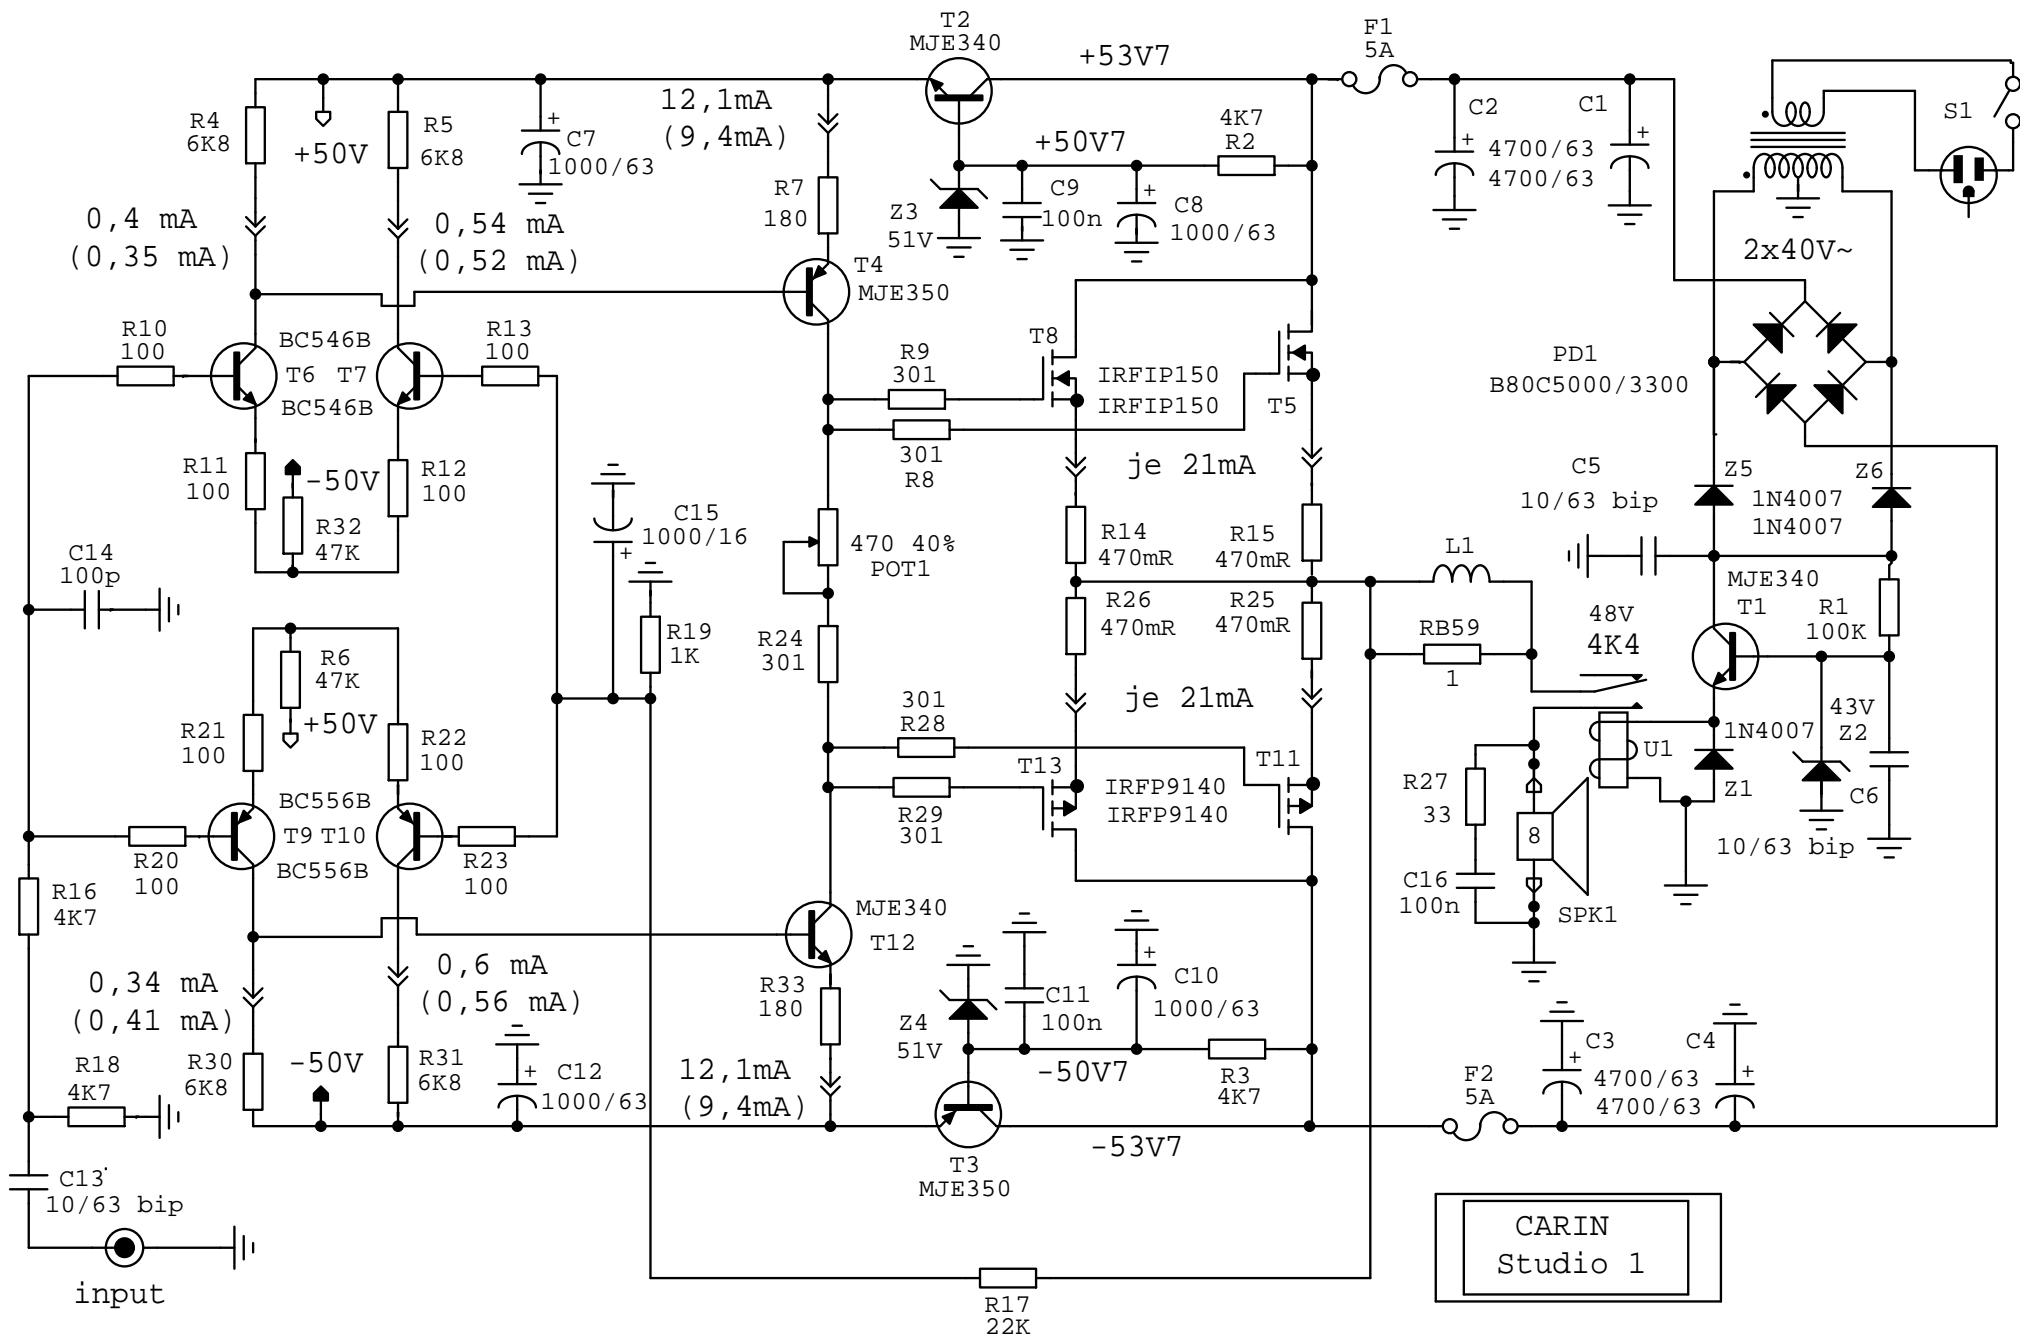 T2
MJE340
+53V7
F1
5A
R4
6K8
+50V
R5
6K8
+
C7
1000/63
12,1mA
(9,4mA)
+50V7
4K7
R2
C2
+
4700/63
4700/63
C1
+
S1
R7
180
Z3
51V
C9
100n
+
C8
1000/63
0,4 mA
(0,35 mA)
0,54 mA
(0,52 mA)
2x40V~
T4
MJE350
R10
100
BC546B
T6
T7
BC546B
R13
100
R9
301
T8
IRFIP150
IRFIP150
T5
PD1
B80C5000/3300
R11
100
-50V
R12
100
301
R8
je 21mA
C5
10/63 bip
Z5
Z6
1N4007
1N4007
R32
47K
C15
1000/16
+
470 40%
POT1
R14
470mR
R15
470mR
L1
C14
100p
MJE340
T1
R1
100K
R19
1K
R24
301
R26
470mR
R25
470mR
RB59
1
48V
4K4
R6
47K
+50V
R21
100
R22
100
301
R28
je 21mA
43V
Z2
1N4007
U1
Z1
C6
10/63 bip
BC556B
T9
T10
BC556B
T13
IRFP9140
IRFP9140
T11
R27
33
8
R20
100
R23
100
R29
301
R16
4K7
C16
100n
SPK1
MJE340
T12
0,34 mA
(0,41 mA)
0,6 mA
(0,56 mA)
R33
180
Z4
51V
C11
100n
+
C10
1000/63
R18
4K7
R30
6K8
-50V
R31
6K8
+
C12
1000/63
12,1mA
(9,4mA)
-50V7
R3
4K7
F2
5A
+
C3
4700/63
4700/63
C4
+
-53V7
T3
MJE350
C13
10/63 bip
input
R17
22K
CARIN
Studio 1